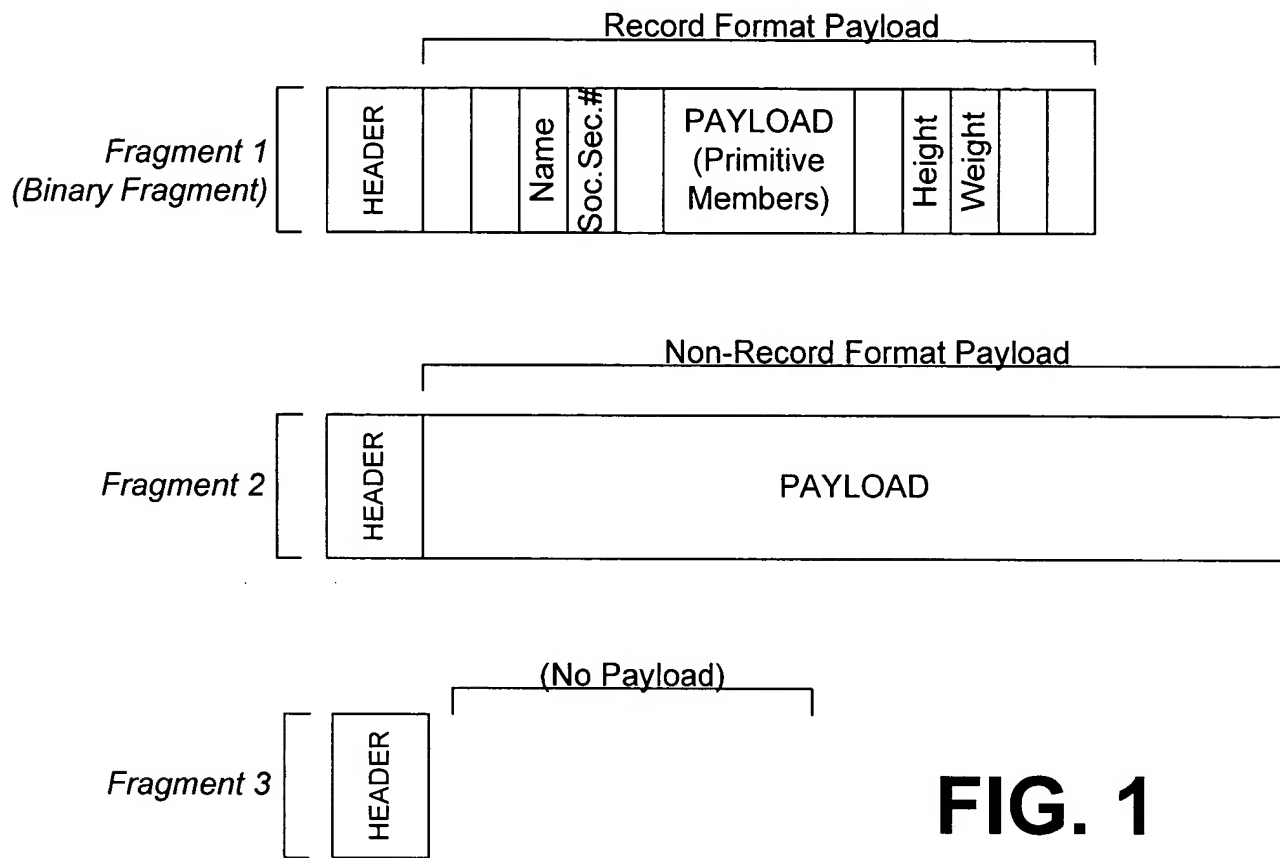 Record Format Payload
Fragment 1
(Binary Fragment)
HEADER
Name
Soc.Sec.#
PAYLOAD
(Primitive
Members)
Height
Weight
Non-Record Format Payload
Fragment 2
HEADER
PAYLOAD
(No Payload)
Fragment 3
HEADER
FIG. 1